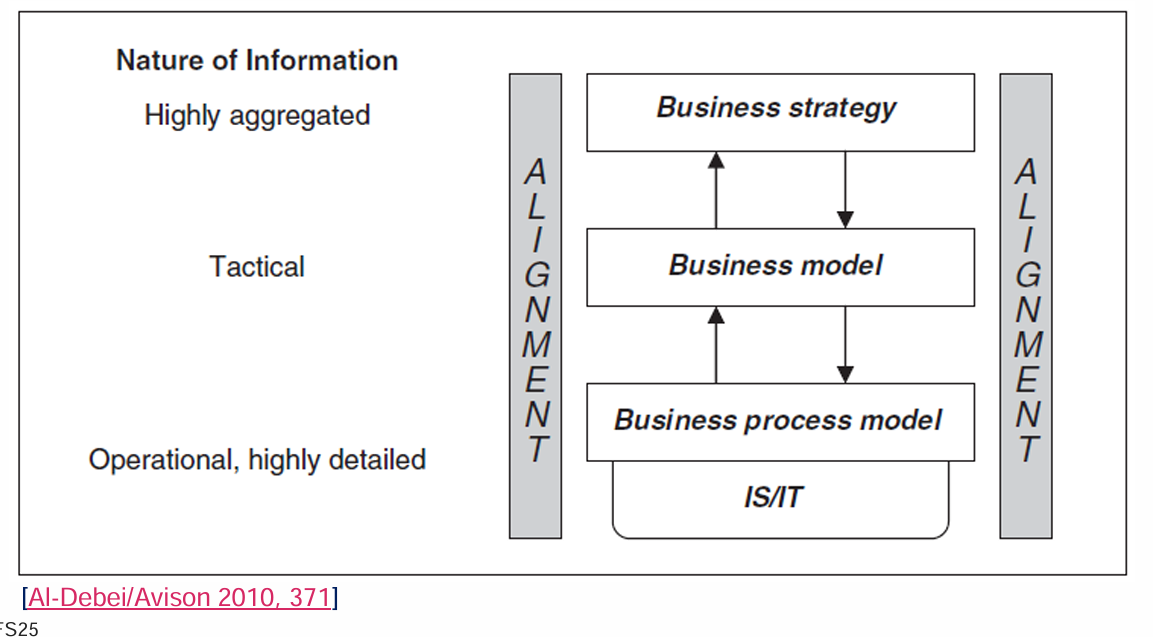 Nature of Information
Highly aggregated
Tactical
Operational, highly detailed
ALIGNMENT
Business strategy
Business model
Business process model
IS/IT
ALIGNMENT
[Al-Debei/Avison 2010, 371]
FS25